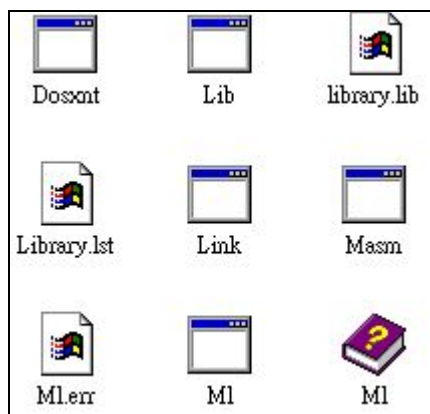 Dosxnt Lib library.lib
Library.lst Link Masm
Ml.err Ml Ml